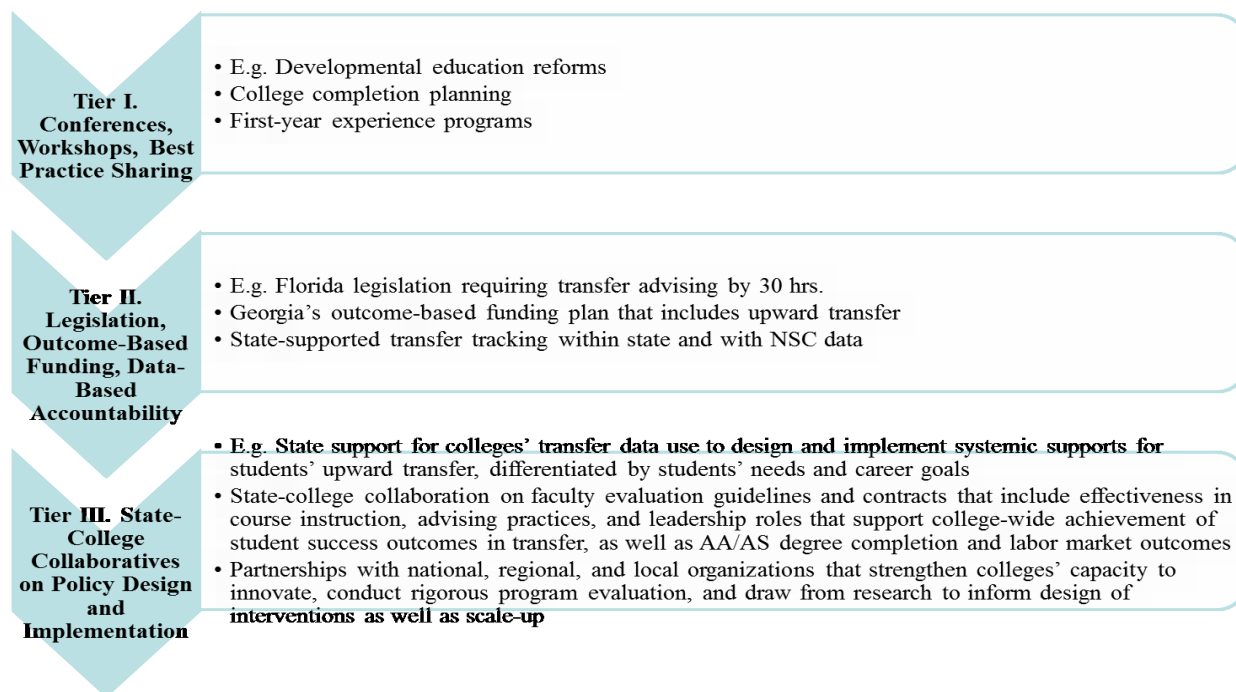 Tier I.
Conferences,
Workshops, Best
Practice Sharing
• E.g. Developmental education reforms
• College completion planning
• First-year experience programs
Tier II.
Legislation,
Outcome-Based
Funding, Data-
Based
Accountability
• E.g. Florida legislation requiring transfer advising by 30 hrs.
• Georgia’s outcome-based funding plan that includes upward transfer
• State-supported transfer tracking within state and with NSC data
Tier III. State-
College
Collaboratives
on Policy Design
and
Implementation
• E.g. State support for colleges’ transfer data use to design and implement systemic supports for
students’ upward transfer, differentiated by students’ needs and career goals
• State-college collaboration on faculty evaluation guidelines and contracts that include effectiveness in
course instruction, advising practices, and leadership roles that support college-wide achievement of
student success outcomes in transfer, as well as AA/AS degree completion and labor market outcomes
• Partnerships with national, regional, and local organizations that strengthen colleges’ capacity to
innovate, conduct rigorous program evaluation, and draw from research to inform design of
interventions as well as scale-up